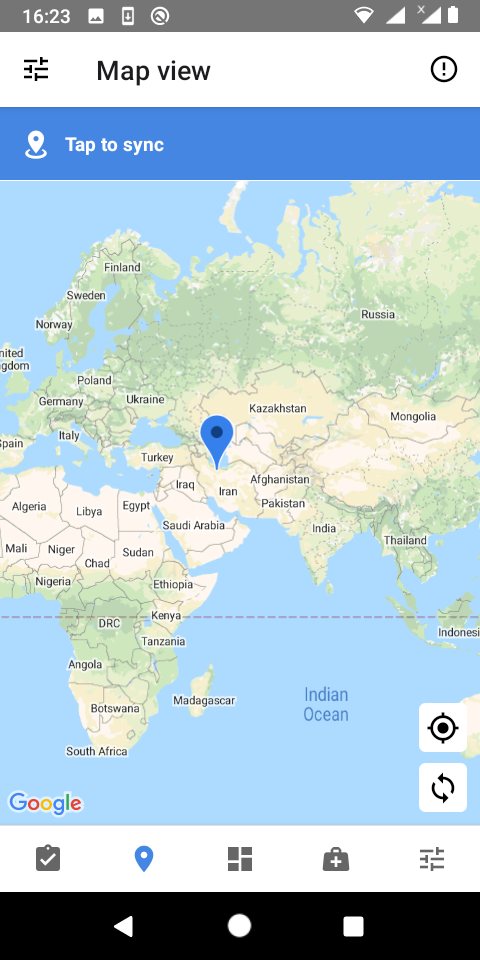 16:23
Map view
Tap to sync
Finland
Sweden
Norway
Russia
nited
gdom
Poland
Germany
Ukraine
Kazakhstan
Mongolia
Spain
Italy
Turkey
Iraq
Iran
Afghanistan
Pakistan
Algeria
Libya
Egypt
Saudi Arabia
India
Thailand
Mali
Niger
Chad
Sudan
Nigeria
Ethiopia
DRC
Kenya
Indonesi
Tanzania
Angola
Madagascar
Indian
Ocean
Botswana
South Africa
Google